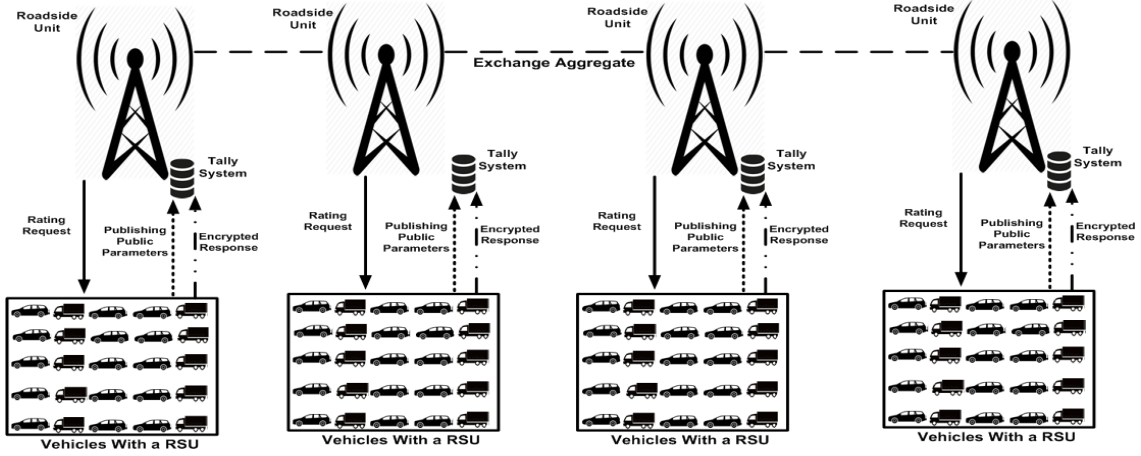 Roadside
Unit
Roadside
Unit
Roadside
Unit
Roadside
Unit
Exchange Aggregate
Tally
System
Tally
System
Tally
System
Tally
System
Rating
Request
Publishing
Public
Parameters
Encrypted
Response
Rating
Request
Publishing
Public
Parameters
Encrypted
Response
Rating
Request
Publishing
Public
Parameters
Encrypted
Response
Rating
Request
Publishing
Public
Parameters
Encrypted
Response
Vehicles With a RSU
Vehicles With a RSU
Vehicles With a RSU
Vehicles With a RSU